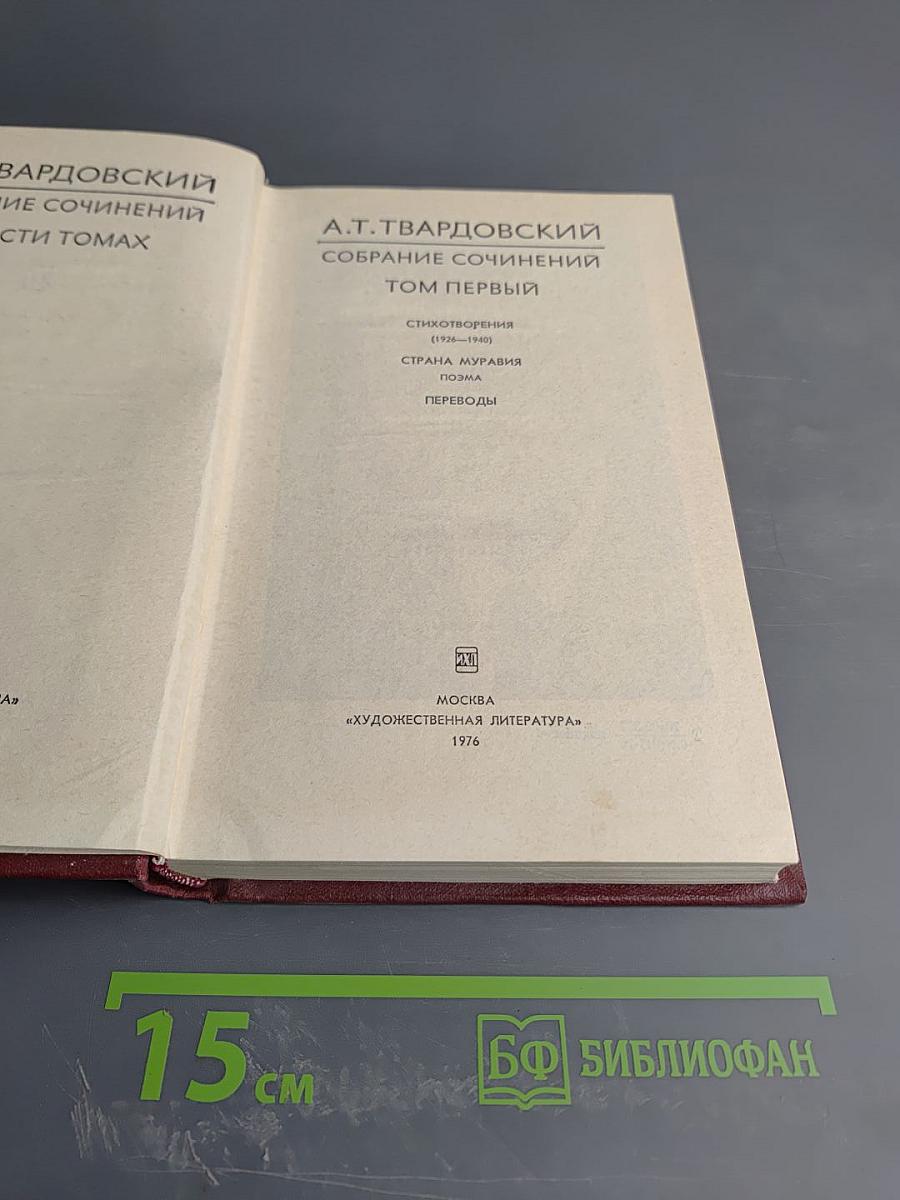 ВАРДОВСКИЙ
ИЕ СОЧИНЕНИЙ
СТИ ТОМАХ
А»
А.Т.ТВАРДОВСКИЙ
СОБРАНИЕ СОЧИНЕНИЙ
ТОМ ПЕРВЫЙ
СТИХОТВОРЕНИЯ
(1926—1940)
СТРАНА МУРАВИЯ
ПОЭМА
ПЕРЕВОДЫ
ИХЛ
МОСКВА
«ХУДОЖЕСТВЕННАЯ ЛИТЕРАТУРА»
1976
15 см
БФ БИБЛИОФАН